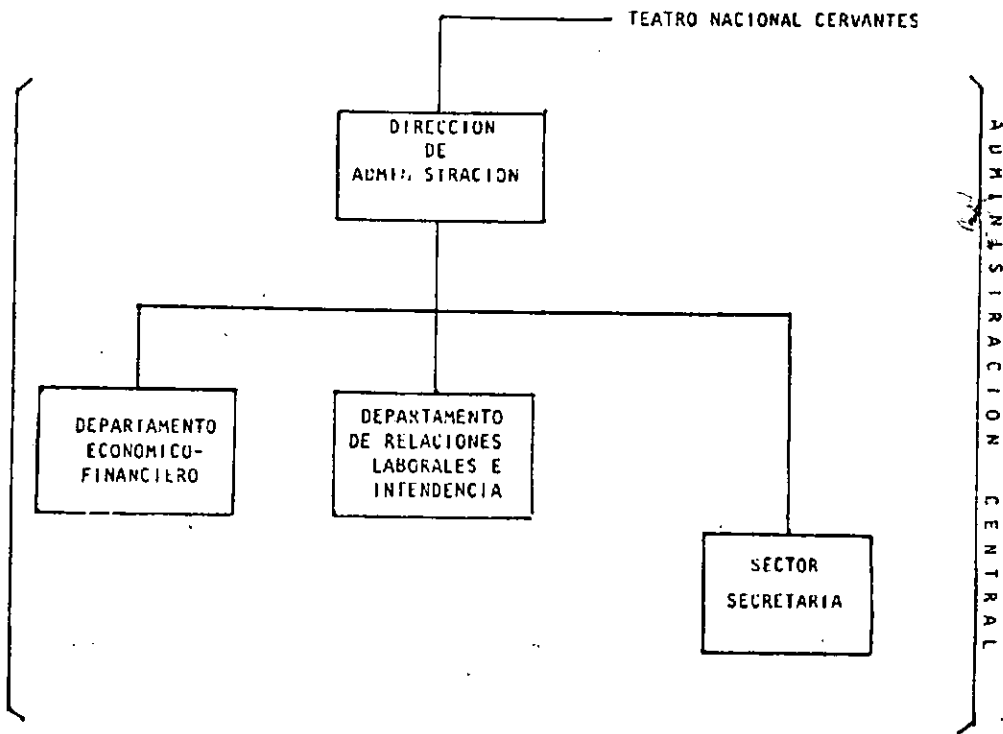 TEATRO NACIONAL CERVANTES
DIRECCION
DE
ADMINISTRACION
DEPARTAMENTO
ECONOMICO-
FINANCIERO
DEPARTAMENTO
DE RELACIONES
LABORALES E
INTENDENCIA
SECTOR
SECRETARIA
ADMINISTRACION CENTRAL